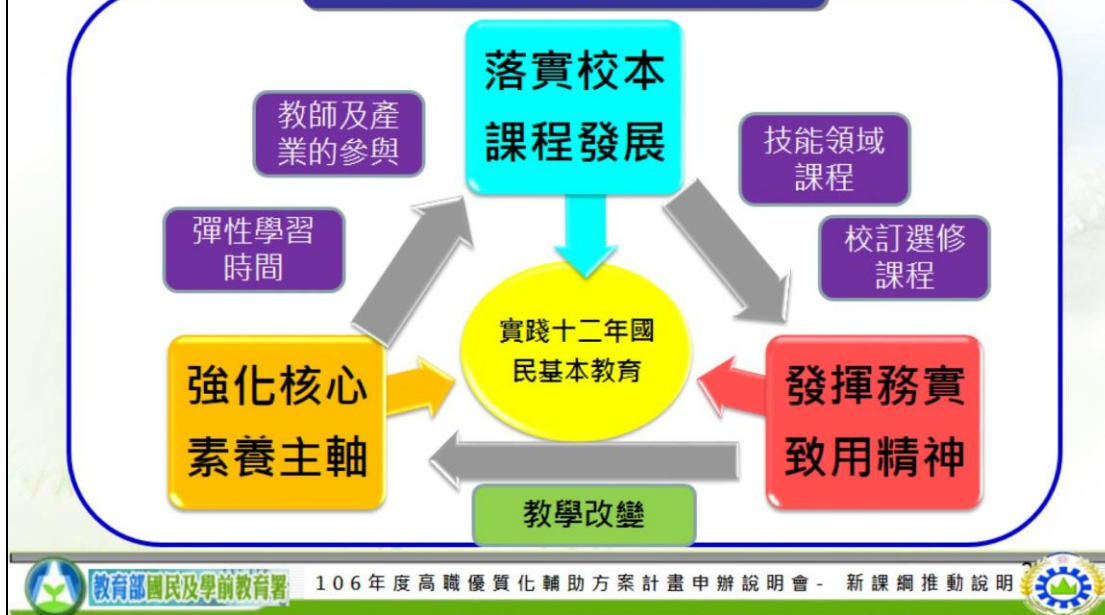 落實校本
課程發展
教師及產
業的參與
技能領域
課程
彈性學習
時間
校訂選修
課程
實踐十二年國
民基本教育
強化核心
素養主軸
發揮務實
致用精神
教學改變
教育部國民及學前教育署
106年度高職優質化輔助方案計畫申辦說明會- 新課綱推動說明